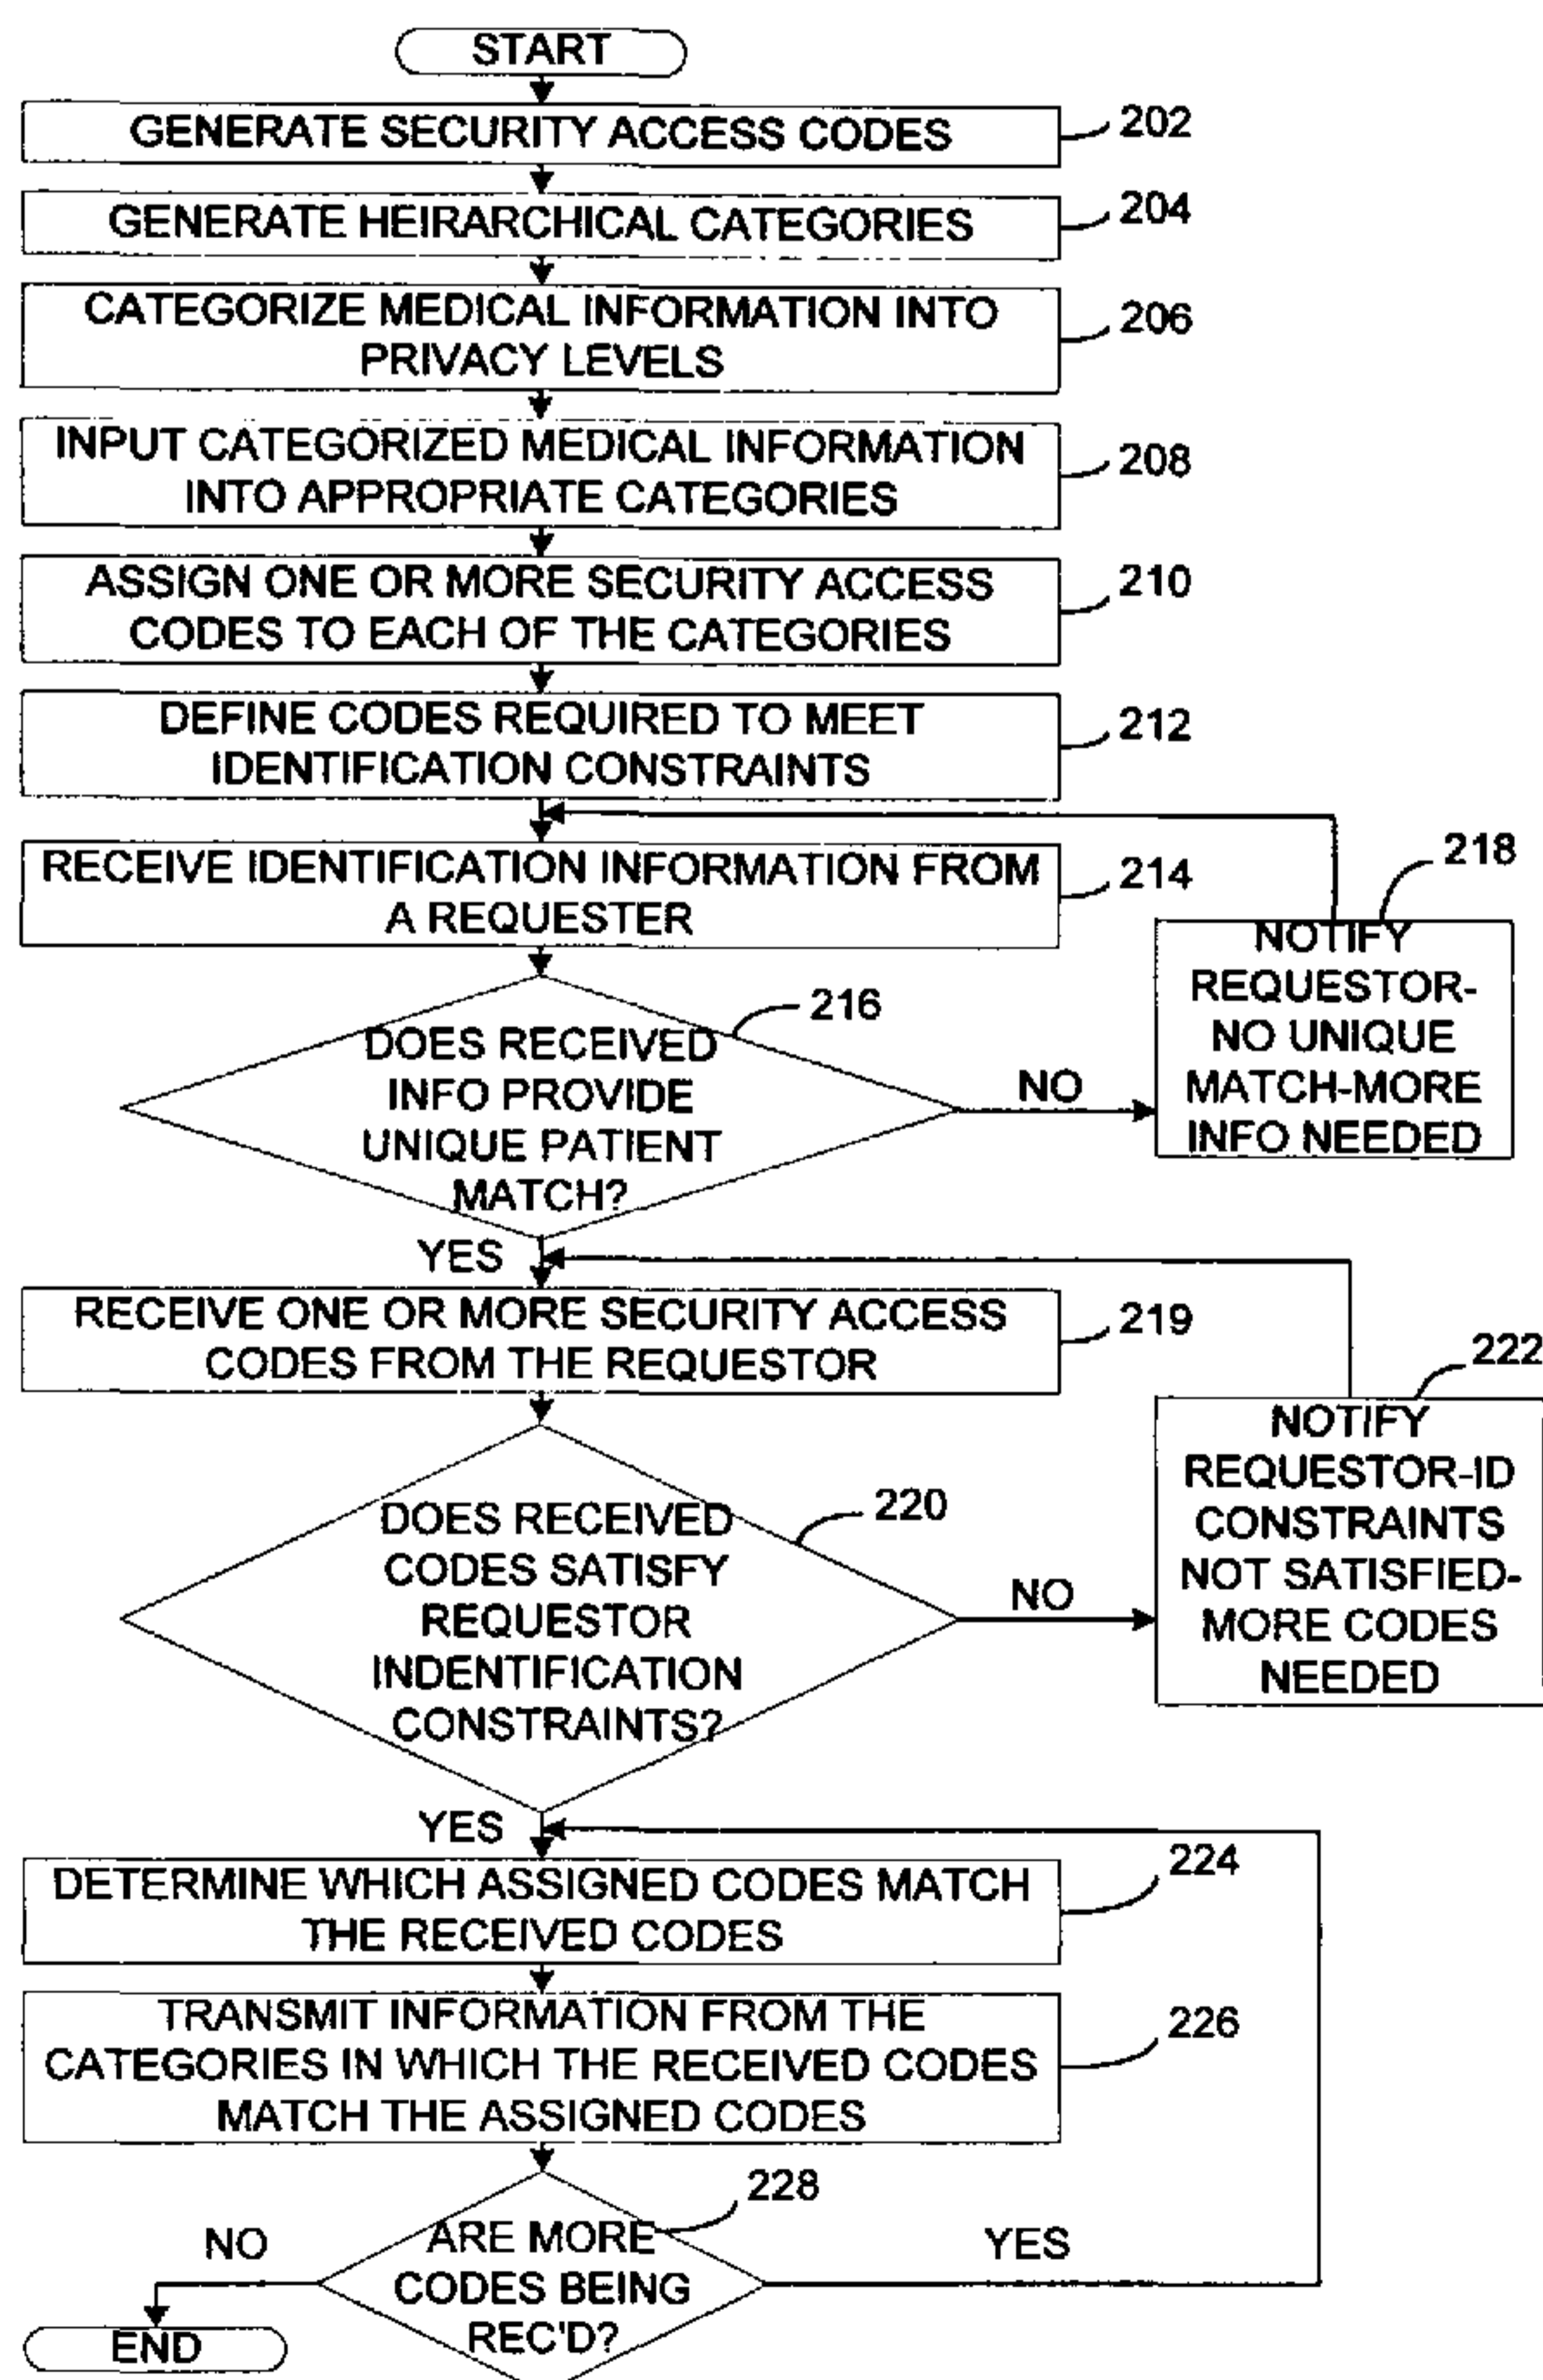 START
GENERATE SECURITY ACCESS CODES
202
GENERATE HEIRARCHICAL CATEGORIES
204
CATEGORIZE MEDICAL INFORMATION INTO
PRIVACY LEVELS
206
INPUT CATEGORIZED MEDICAL INFORMATION
INTO APPROPRIATE CATEGORIES
208
ASSIGN ONE OR MORE SECURITY ACCESS
CODES TO EACH OF THE CATEGORIES
210
DEFINE CODES REQUIRED TO MEET
IDENTIFICATION CONSTRAINTS
212
RECEIVE IDENTIFICATION INFORMATION FROM
A REQUESTER
214
DOES RECEIVED
INFO PROVIDE
UNIQUE PATIENT
MATCH?
216
NO
218
NOTIFY
REQUESTOR-
NO UNIQUE
MATCH-MORE
INFO NEEDED
YES
RECEIVE ONE OR MORE SECURITY ACCESS
CODES FROM THE REQUESTOR
219
DOES RECEIVED
CODES SATISFY
REQUESTOR
INDENTIFICATION
CONSTRAINTS?
220
NO
222
NOTIFY
REQUESTOR-ID
CONSTRAINTS
NOT SATISFIED-
MORE CODES
NEEDED
YES
DETERMINE WHICH ASSIGNED CODES MATCH
THE RECEIVED CODES
224
TRANSMIT INFORMATION FROM THE
CATEGORIES IN WHICH THE RECEIVED CODES
MATCH THE ASSIGNED CODES
226
ARE MORE
CODES BEING
REC'D?
228
YES
NO
END